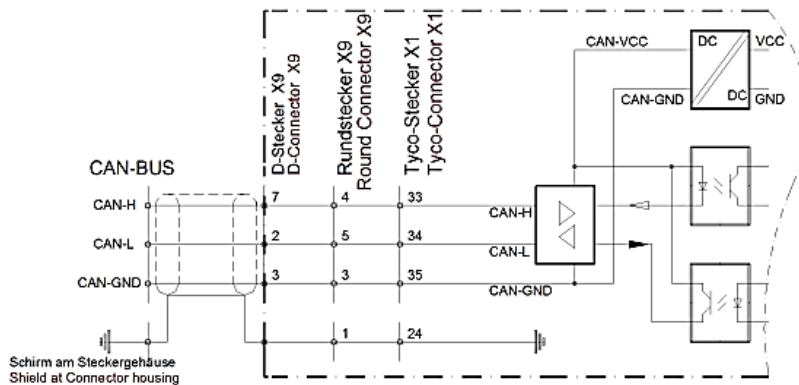 D-Stecker X9
D-Connector X9
Rundstecker X9
Round Connector X9
Tyco-Stecker X1
Tyco-Connector X1
CAN-VCC
DC
VCC
CAN-GND
DC
GND
CAN-BUS
CAN-H
7
4
33
CAN-H
CAN-L
2
5
34
CAN-L
CAN-GND
3
3
35
CAN-GND
1
24
Schirm am Steckergehäuse
Shield at Connector housing